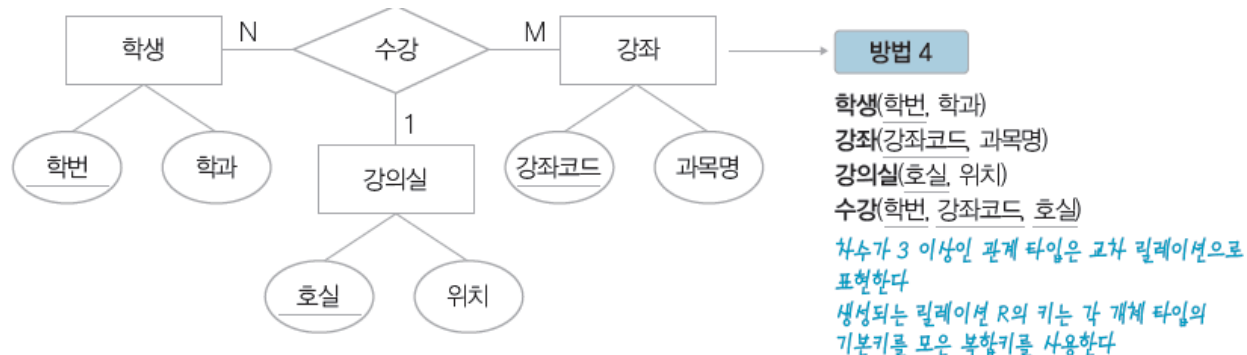 학생
N
수강
M
강좌
방법 4
1
학번
학과
강의실
강좌코드
과목명
호실
위치
학생(학번, 학과)
강좌(강좌코드, 과목명)
강의실(호실, 위치)
수강(학번, 강좌코드, 호실)
차수가 3 이상인 관계 타입은 교차 릴레이션으로
표현한다
생성되는 릴레이션 R의 키는 각 개체 타입의
기본키를 모은 복합키를 사용한다